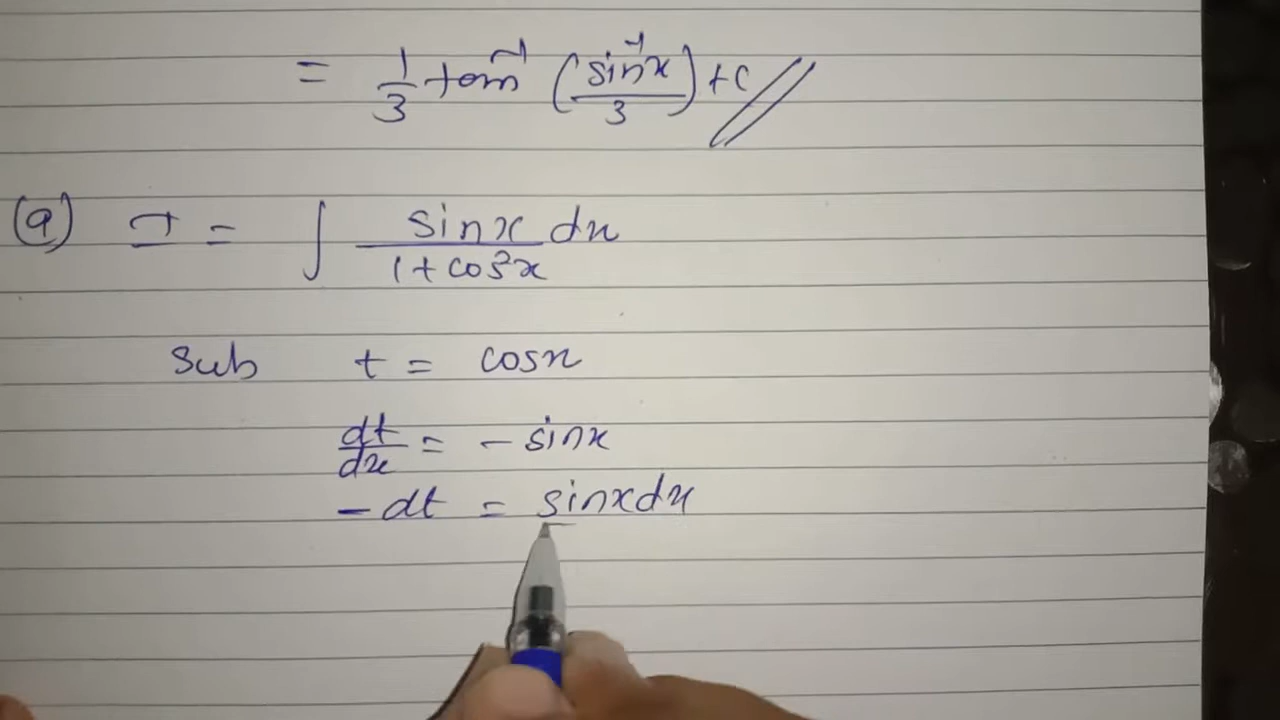 = 1/3 tan⁻¹ (sin⁻¹x/3) + c
(9) I = ∫ sinx/1+cos²x dx
Sub t = cosx
dt/dx = - sinx
- dt = sinxdx